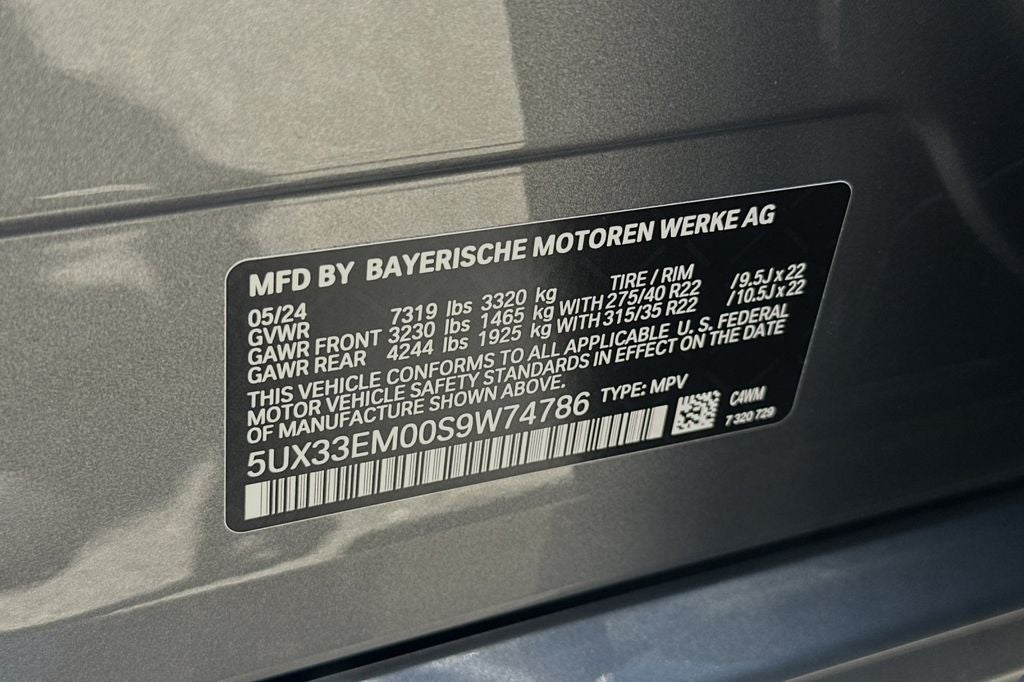 MFD BY BAYERISCHE MOTOREN WERKE AG
05/24 TIRE / RIM
GVWR 7319 lbs 3320 kg
GAWR FRONT 3230 lbs 1465 kg WITH 275/40 R22 /9.5J x 22
GAWR REAR 4244 lbs 1925 kg WITH 315/35 R22 /10.5J x 22
THIS VEHICLE CONFORMS TO ALL APPLICABLE U. S. FEDERAL
MOTOR VEHICLE SAFETY STANDARDS IN EFFECT ON THE DATE
OF MANUFACTURE SHOWN ABOVE.
5UX33EM00S9W74786 TYPE: MPV
C4WM
7 320 729